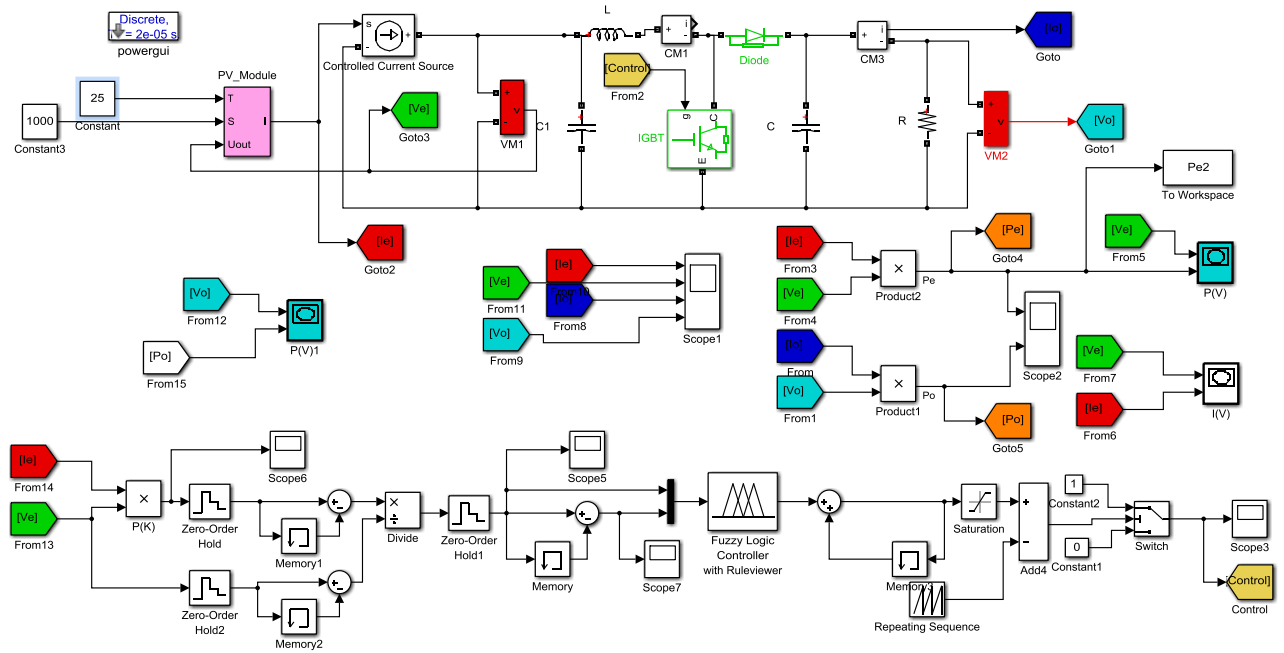 Discrete,
= 2e-05 s
powergui
s
+
-
Controlled Current Source
L
+
i
-
CM1
Diode
+
i
-
CM3
[Io]
Goto
PV_Module
T
S
I
Uout
25
Constant
1000
Constant3
[Ve]
Goto3
+
v
-
VM1
C1
[Control]
From2
IGBT
g
C
E
C
R
+
v
-
VM2
[Vo]
Goto1
Pe2
To Workspace
[Ie]
Goto2
[Vo]
From12
[Po]
From15
P(V)1
[Ve]
From11
[Ie]
From10
[Io]
From8
[Vo]
From9
Scope1
[Ie]
From3
[Ve]
From4
×
Product2
Pe
[Pe]
Goto4
[Ve]
From5
P(V)
[Io]
From
[Vo]
From1
×
Product1
Po
Scope2
[Po]
Goto5
[Ve]
From7
[Ie]
From6
I(V)
[Ie]
From14
[Ve]
From13
×
P(K)
Scope6
Zero-Order
Hold
Memory1
+
-
Zero-Order
Hold2
Memory2
+
-
×
÷
Divide
Zero-Order
Hold1
Scope5
Memory
+
-
Scope7
Fuzzy Logic
Controller
with Ruleviewer
+
+
Memory3
Saturation
Repeating Sequence
+
-
Add4
1
Constant2
0
Constant1
Switch
Scope3
[Control]
Control